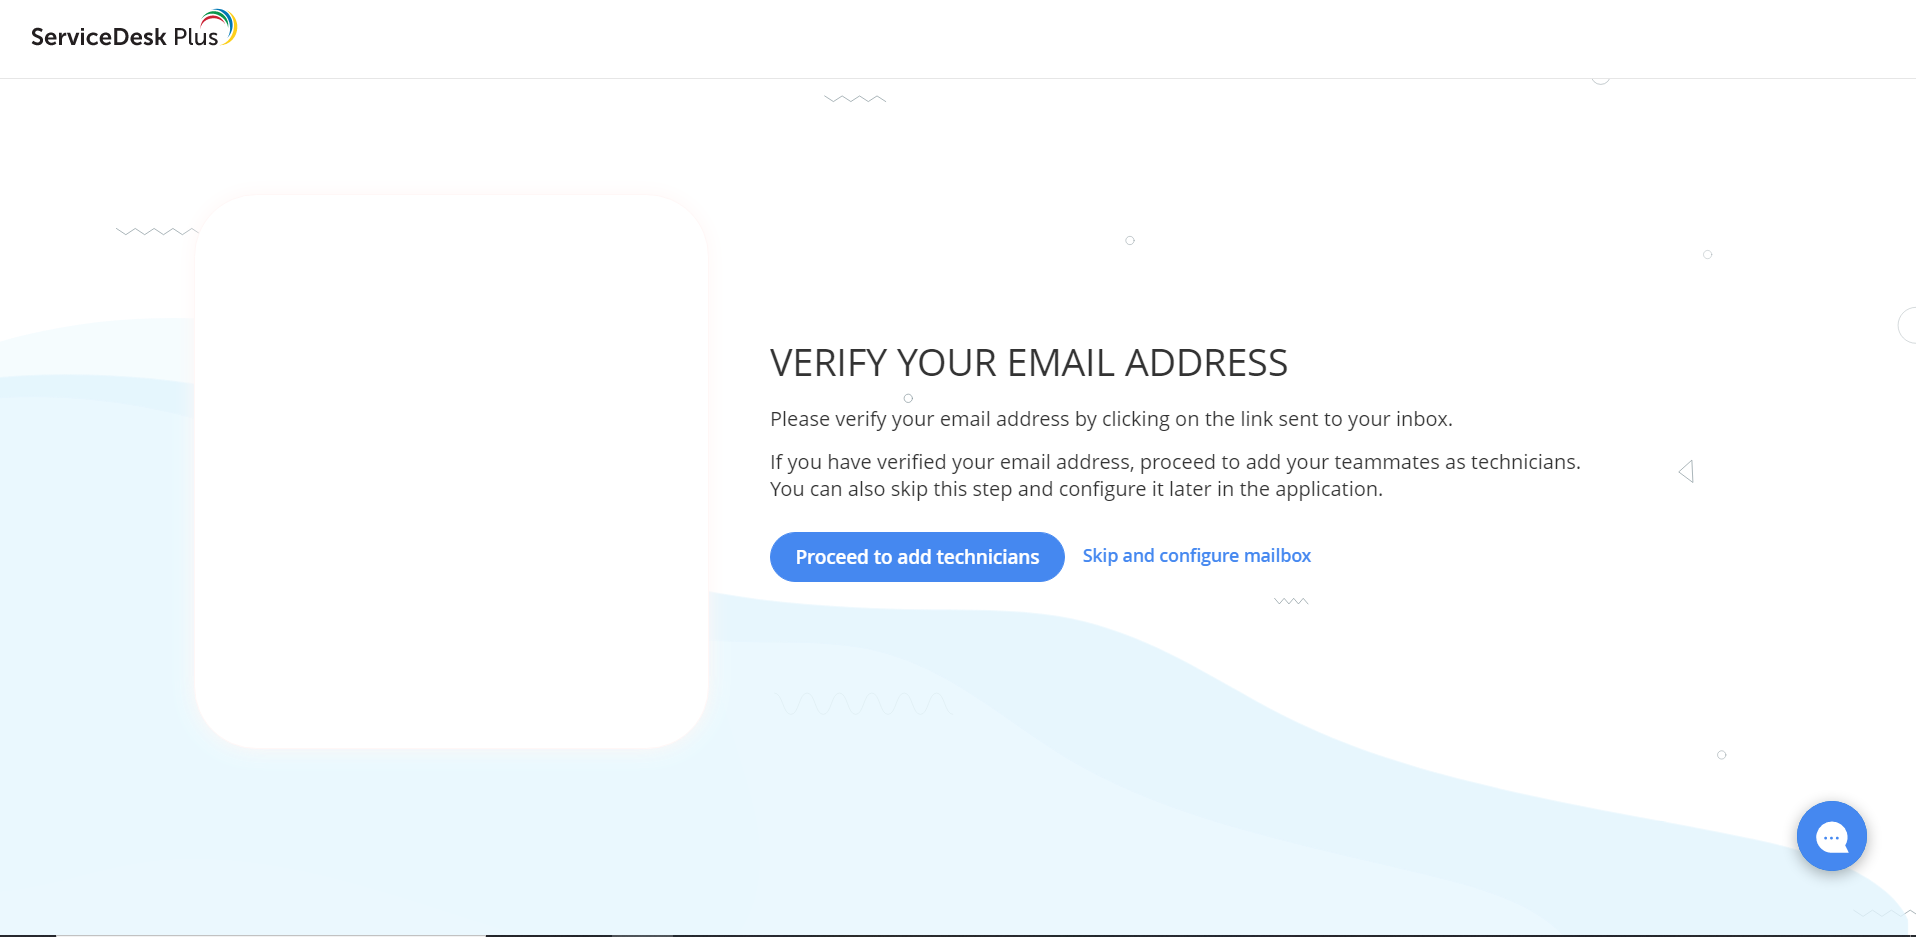 ServiceDesk Plus
VERIFY YOUR EMAIL ADDRESS
Please verify your email address by clicking on the link sent to your inbox.
If you have verified your email address, proceed to add your teammates as technicians.
You can also skip this step and configure it later in the application.
Proceed to add technicians
Skip and configure mailbox